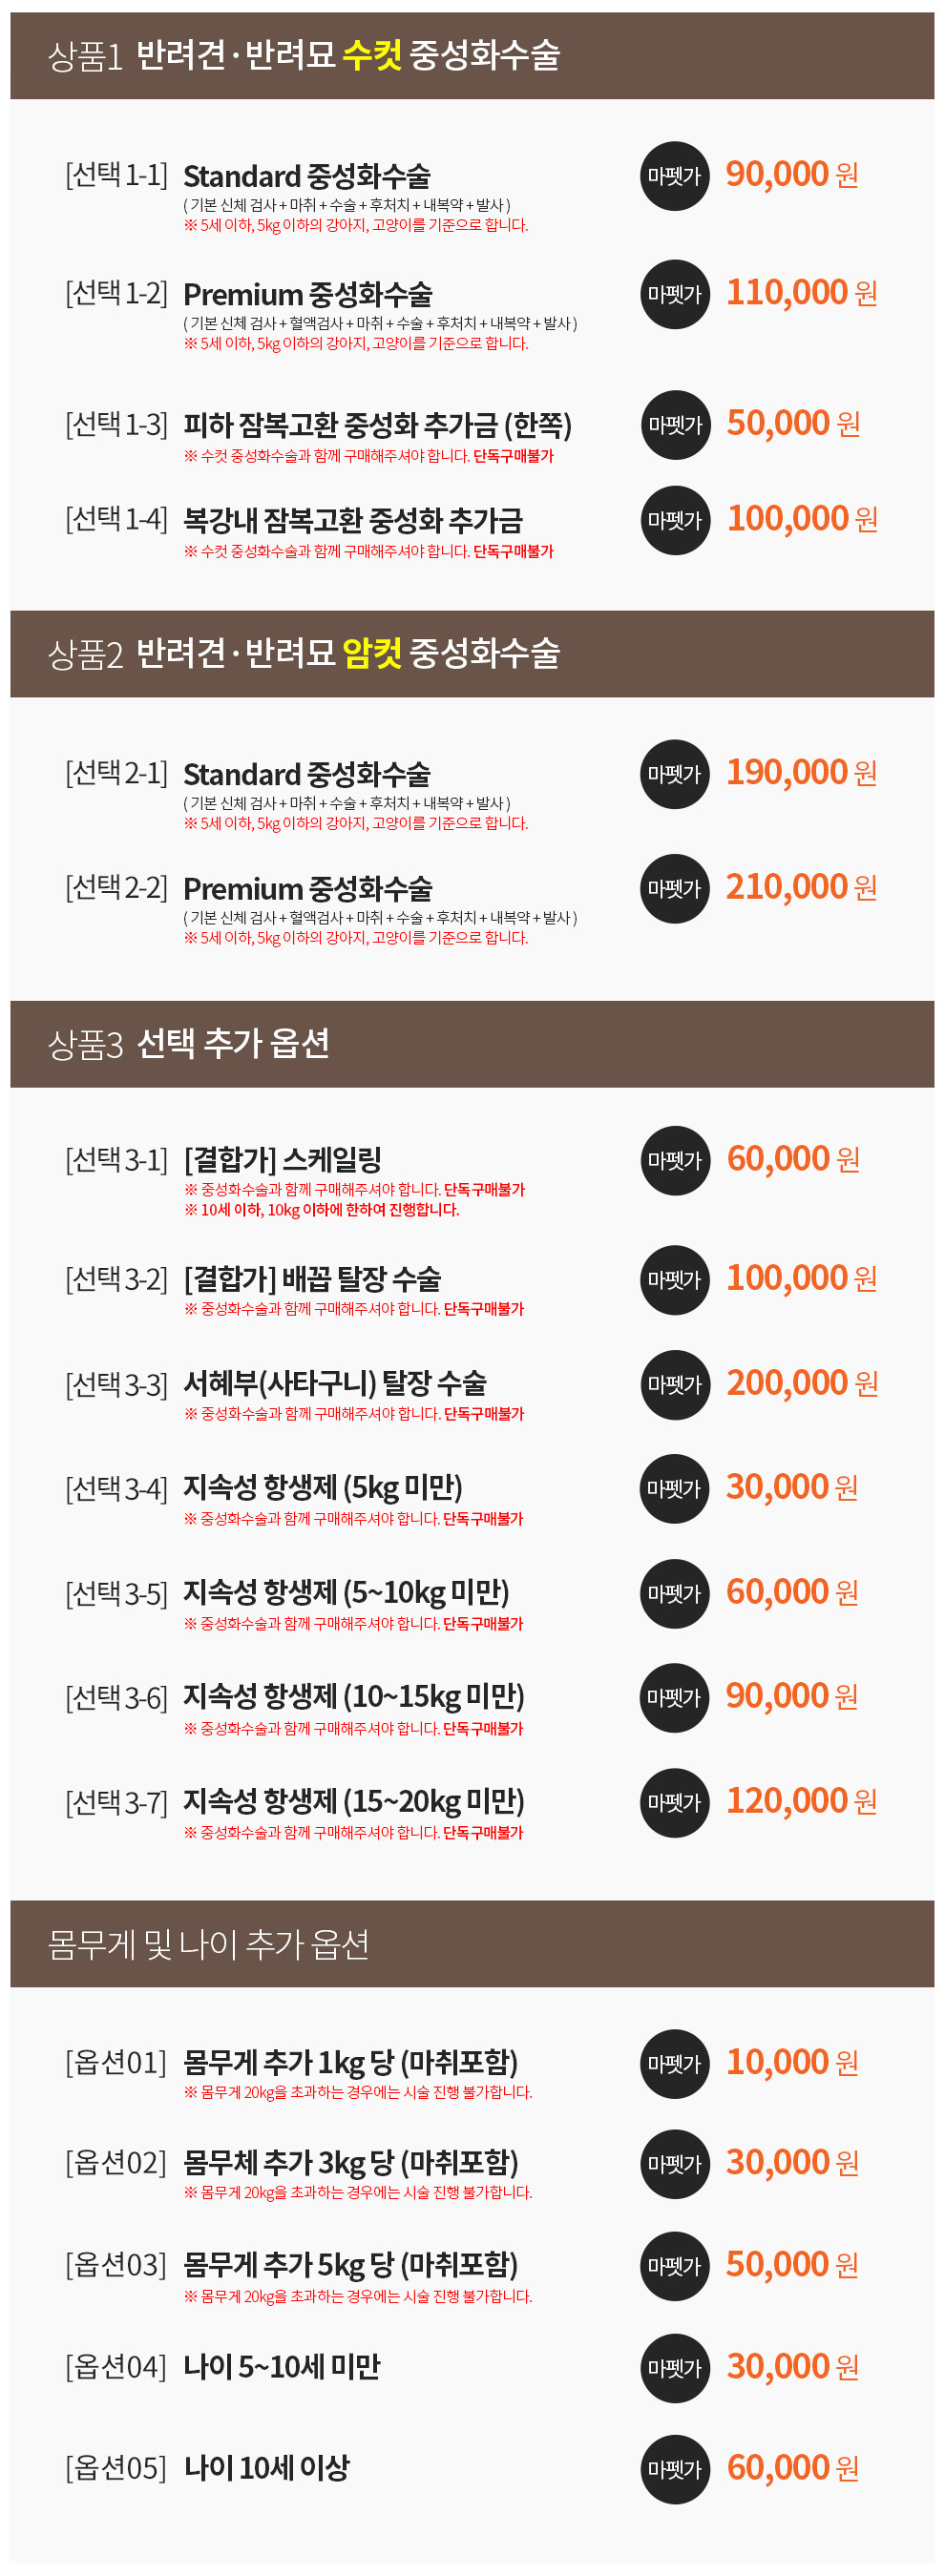 상품1 반려견·반려묘 수컷 중성화수술
[선택 1-1] Standard 중성화수술 마펫가 90,000 원
( 기본 신체 검사 + 마취 + 수술 + 후처치 + 내복약 + 발사 )
※ 5세 이하, 5kg 이하의 강아지, 고양이를 기준으로 합니다.
[선택 1-2] Premium 중성화수술 마펫가 110,000 원
( 기본 신체 검사 + 혈액검사 + 마취 + 수술 + 후처치 + 내복약 + 발사 )
※ 5세 이하, 5kg 이하의 강아지, 고양이를 기준으로 합니다.
[선택 1-3] 피하 잠복고환 중성화 추가금 (한쪽) 마펫가 50,000 원
※ 수컷 중성화수술과 함께 구매해주셔야 합니다. 단독구매불가
[선택 1-4] 복강내 잠복고환 중성화 추가금 마펫가 100,000 원
※ 수컷 중성화수술과 함께 구매해주셔야 합니다. 단독구매불가
상품2 반려견·반려묘 암컷 중성화수술
[선택 2-1] Standard 중성화수술 마펫가 190,000 원
( 기본 신체 검사 + 마취 + 수술 + 후처치 + 내복약 + 발사 )
※ 5세 이하, 5kg 이하의 강아지, 고양이를 기준으로 합니다.
[선택 2-2] Premium 중성화수술 마펫가 210,000 원
( 기본 신체 검사 + 혈액검사 + 마취 + 수술 + 후처치 + 내복약 + 발사 )
※ 5세 이하, 5kg 이하의 강아지, 고양이를 기준으로 합니다.
상품3 선택 추가 옵션
[선택 3-1] [결합가] 스케일링 마펫가 60,000 원
※ 중성화수술과 함께 구매해주셔야 합니다. 단독구매불가
※ 10세 이하, 10kg 이하에 한하여 진행합니다.
[선택 3-2] [결합가] 배꼽 탈장 수술 마펫가 100,000 원
※ 중성화수술과 함께 구매해주셔야 합니다. 단독구매불가
[선택 3-3] 서혜부(사타구니) 탈장 수술 마펫가 200,000 원
※ 중성화수술과 함께 구매해주셔야 합니다. 단독구매불가
[선택 3-4] 지속성 항생제 (5kg 미만) 마펫가 30,000 원
※ 중성화수술과 함께 구매해주셔야 합니다. 단독구매불가
[선택 3-5] 지속성 항생제 (5~10kg 미만) 마펫가 60,000 원
※ 중성화수술과 함께 구매해주셔야 합니다. 단독구매불가
[선택 3-6] 지속성 항생제 (10~15kg 미만) 마펫가 90,000 원
※ 중성화수술과 함께 구매해주셔야 합니다. 단독구매불가
[선택 3-7] 지속성 항생제 (15~20kg 미만) 마펫가 120,000 원
※ 중성화수술과 함께 구매해주셔야 합니다. 단독구매불가
몸무게 및 나이 추가 옵션
[옵션01] 몸무게 추가 1kg 당 (마취포함) 마펫가 10,000 원
※ 몸무게 20kg을 초과하는 경우에는 시술 진행 불가합니다.
[옵션02] 몸무체 추가 3kg 당 (마취포함) 마펫가 30,000 원
※ 몸무게 20kg을 초과하는 경우에는 시술 진행 불가합니다.
[옵션03] 몸무게 추가 5kg 당 (마취포함) 마펫가 50,000 원
※ 몸무게 20kg을 초과하는 경우에는 시술 진행 불가합니다.
[옵션04] 나이 5~10세 미만 마펫가 30,000 원
[옵션05] 나이 10세 이상 마펫가 60,000 원